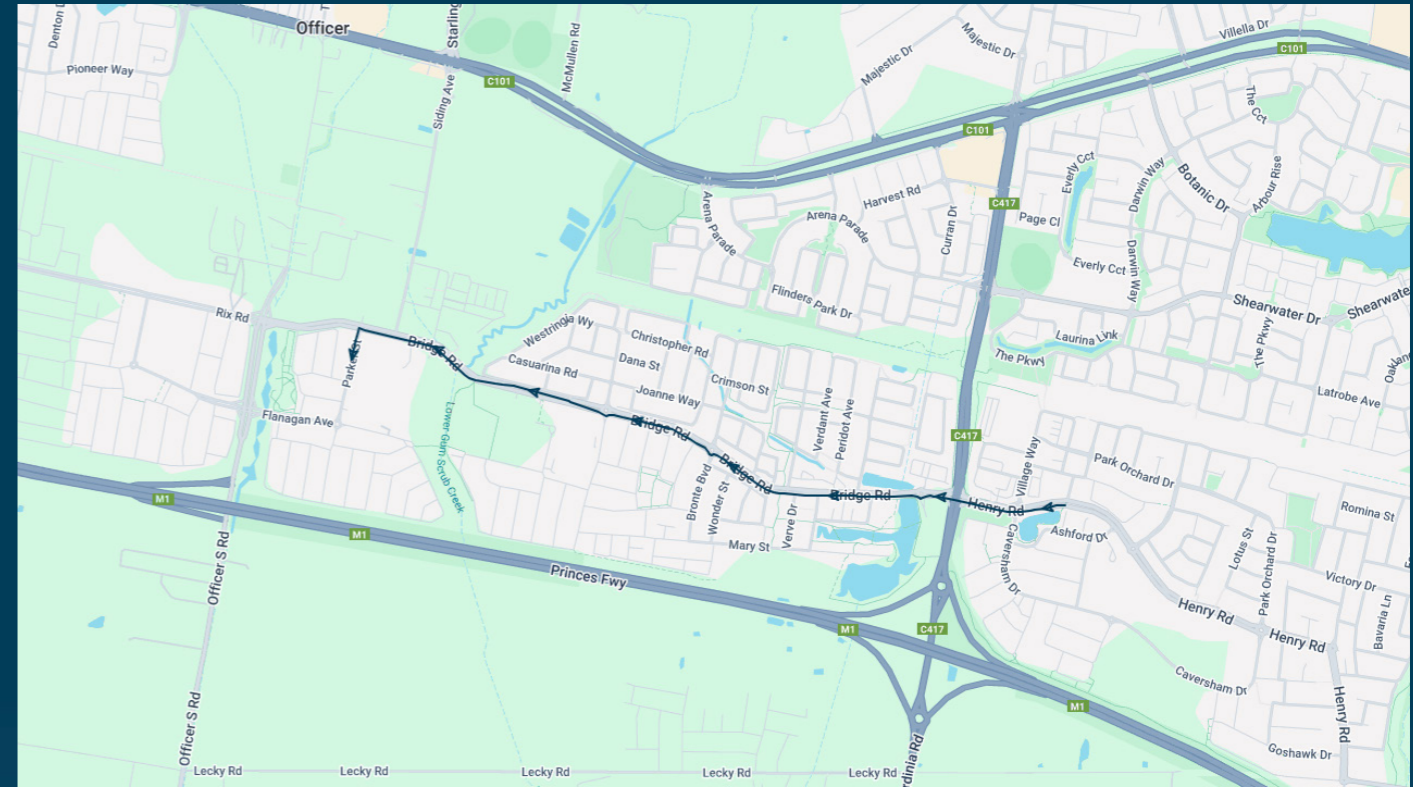 Officer
Starling
Denton
McMullen Rd
Majestic Dr
Villella Dr
C101
Pioneer Way
C101
Majestic Dr
Siding Ave
The Cct
C101
Everly Cct
Darwin Way
Botanic Dr
Arbour Rise
Arena Parade
Harvest Rd
C417
Arena Parade
Page Cl
Curran Dr
Darwin Way
Everly Cct
Flinders Park Dr
Shearwater Dr
Shearwater
Rix Rd
Westringia Wy
Christopher Rd
Laurina Link
The Pkwy
Bridge Rd
The Pkwy
Dana St
Casuarina Rd
Crimson St
Oaklan
Latrobe Ave
Joanne Way
Verdant Ave
Peridot Ave
Flanagan Ave
Bridge Rd
C417
Lower Gum Scrub Creek
Village Way
Park Orchard Dr
Bridge Rd
Bronte Blvd
Wonder St
Bridge Rd
M1
Henry Rd
Romina St
Verve Dr
Ashford Dr
Lotus St
M1
Mary St
Caversham Dr
Park Orchard Dr
Officer S Rd
Princes Fwy
Victory Dr
Henry Rd
Bavaria Ln
M1
C417
Henry Rd
Caversham Dr
M1
Henry Rd
Officer S Rd
Goshawk Dr
Lecky Rd
Lecky Rd
Lecky Rd
Lecky Rd
Lecky Rd
rdinia Rd